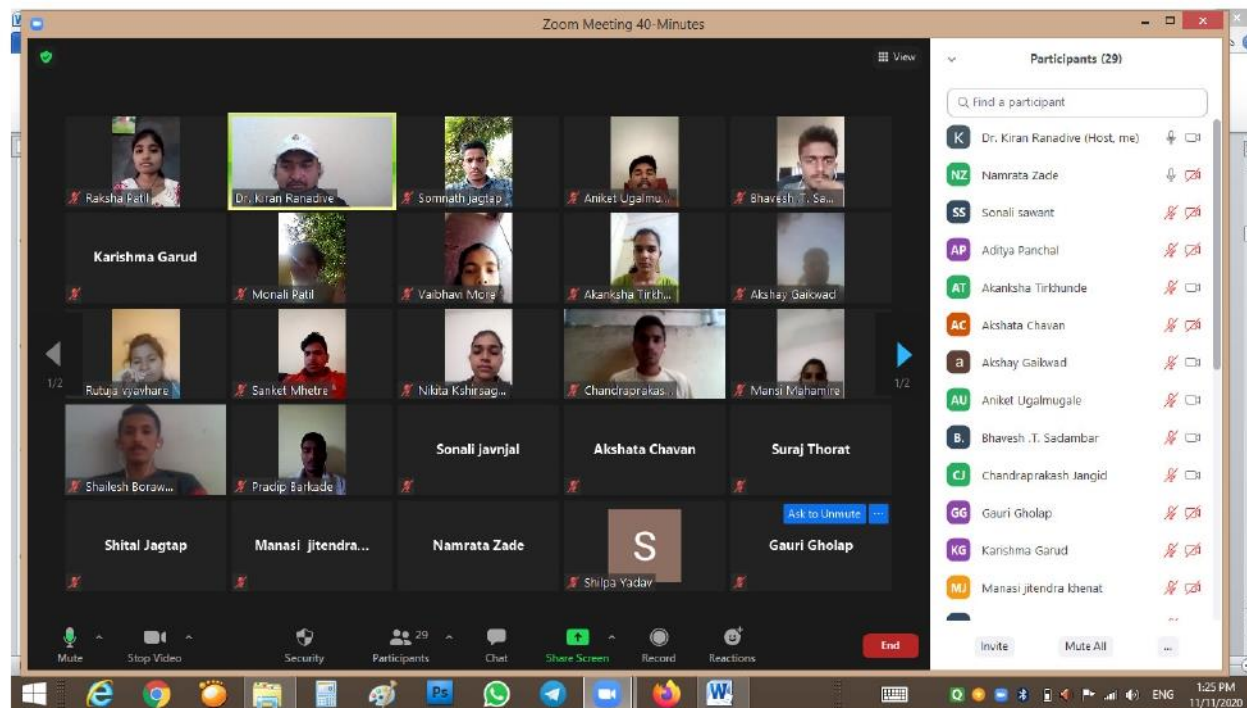 Zoom Meeting 40-Minutes
View
Raksha Patil
Dr. Kiran Ranadive
Somnath Jagtap
Aniket Ugalmu...
Bhavesh .T. Sa...
Karishma Garud
Monali Patil
Vaibhavi More
Akanksha Tirkh...
Akshay Gaikwad
1/2
Rutuja vyavhare
Sanket Mhetre
Nikita Kshirsag...
Chandraprakas...
Mansi Mahamire
1/2
Shailesh Boraw...
Pradip Barkade
Sonali javnjal
Akshata Chavan
Suraj Thorat
Ask to Unmute ...
Shital Jagtap
Manasi jitendra...
Namrata Zade
S
Shilpa Yadav
Gauri Gholap
Mute
Stop Video
Security
Participants
29
Chat
Share Screen
Record
Reactions
End
Participants (29)
Find a participant
K Dr. Kiran Ranadive (Host, me)
NZ Namrata Zade
SS Sonali sawant
AP Aditya Panchal
AT Akanksha Tirkhunde
AC Akshata Chavan
a Akshay Gaikwad
AU Aniket Ugalmugale
B. Bhavesh .T. Sadambar
CJ Chandraprakash Jangid
GG Gauri Gholap
KG Karishma Garud
MJ Manasi jitendra khenat
Invite
Mute All
...
Ps
W
ENG
1:25 PM
11/11/2020